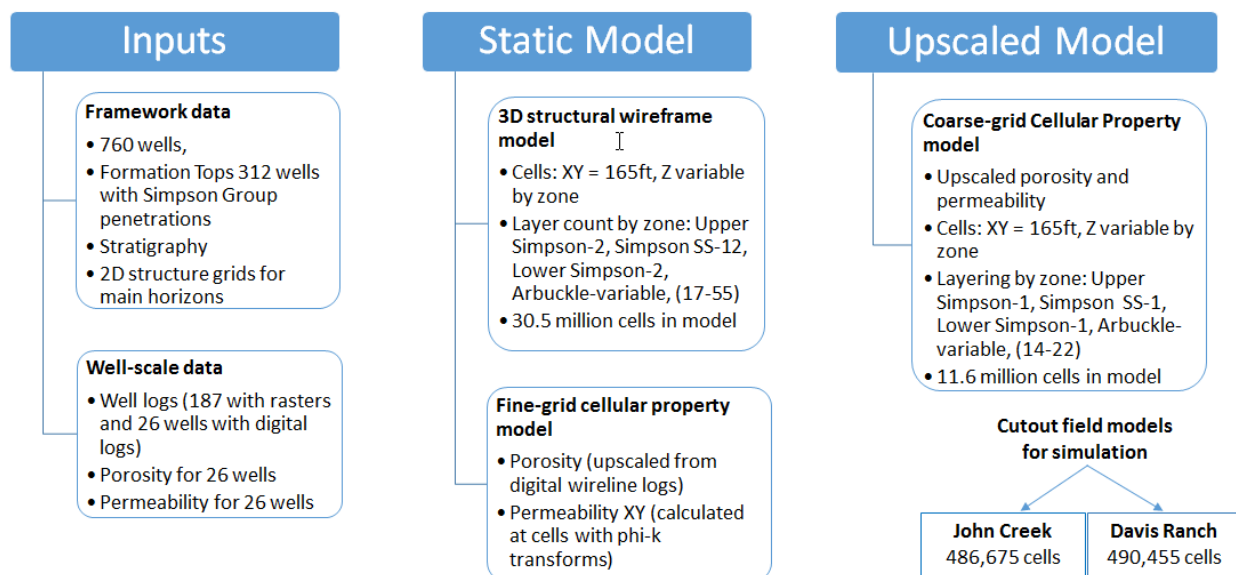 Inputs
Framework data
• 760 wells,
• Formation Tops 312 wells
with Simpson Group
penetrations
• Stratigraphy
• 2D structure grids for
main horizons
Well-scale data
• Well logs (187 with rasters
and 26 wells with digital
logs)
• Porosity for 26 wells
• Permeability for 26 wells
Static Model
3D structural wireframe
model
• Cells: XY = 165ft, Z variable
by zone
• Layer count by zone: Upper
Simpson-2, Simpson SS-12,
Lower Simpson-2,
Arbuckle-variable, (17-55)
• 30.5 million cells in model
Fine-grid cellular property
model
• Porosity (upscaled from
digital wireline logs)
• Permeability XY (calculated
at cells with phi-k
transforms)
Upscaled Model
Coarse-grid Cellular Property
model
• Upscaled porosity and
permeability
• Cells: XY = 165ft, Z variable by
zone
• Layering by zone: Upper
Simpson-1, Simpson SS-1,
Lower Simpson-1, Arbuckle-
variable, (14-22)
• 11.6 million cells in model
Cutout field models
for simulation
John Creek
486,675 cells
Davis Ranch
490,455 cells